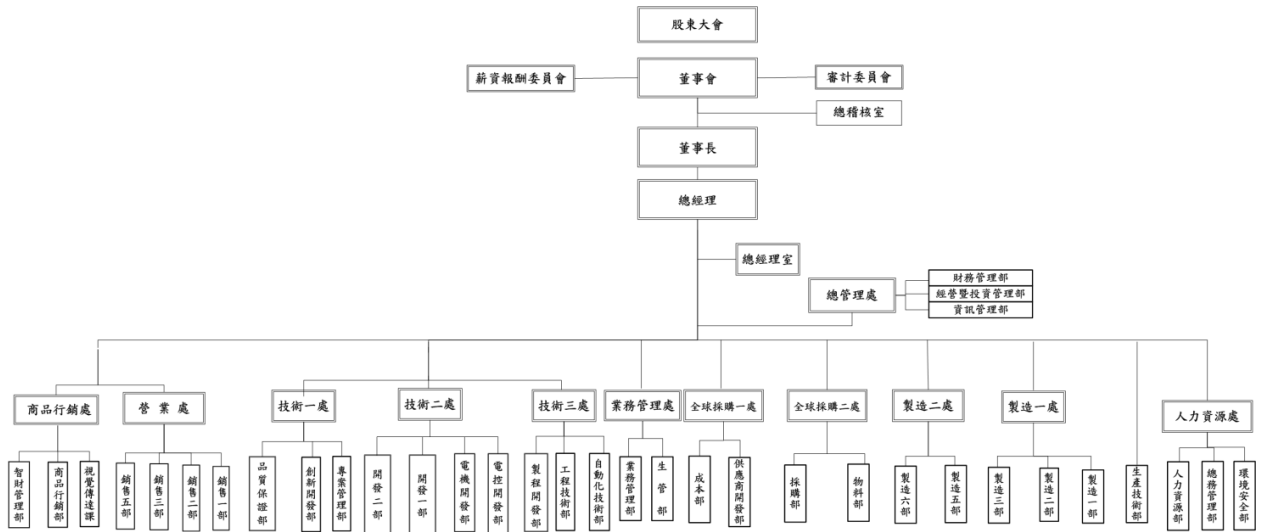 股東大會
薪資報酬委員會
董事會
審計委員會
總稽核室
董事長
總經理
總經理室
總管理處
財務管理部
經營暨投資管理部
資訊管理部
商品行銷處
營業處
技術一處
技術二處
技術三處
業務管理處
全球採購一處
全球採購二處
製造二處
製造一處
人力資源處
智財管理部
商品行銷部
視覺傳達課
銷售五部
銷售三部
銷售二部
銷售一部
品質保證部
創新開發部
專案管理部
開發二部
開發一部
電機開發部
電控開發部
製程開發部
工程技術部
自動化技術部
業務管理部
生管部
成本部
供應商開發部
採購部
物料部
製造六部
製造五部
製造三部
製造二部
製造一部
生產技術部
人力資源部
總務管理部
環境安全部